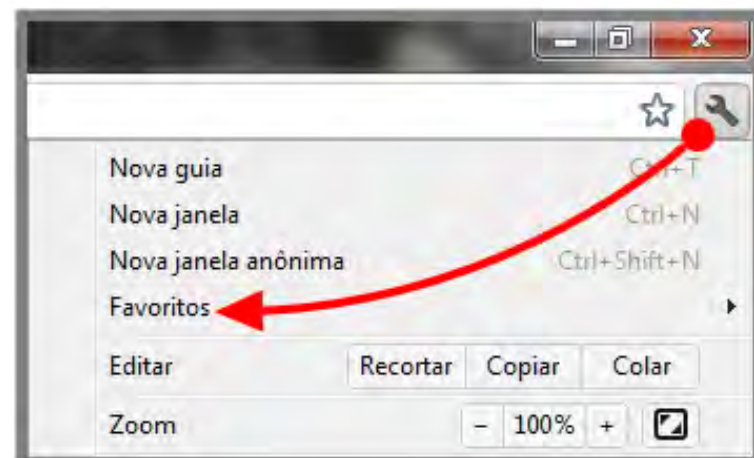 Nova guia Ctrl+T
Nova janela Ctrl+N
Nova janela anônima Ctrl+Shift+N
Favoritos
Editar Recortar Copiar Colar
Zoom - 100% +